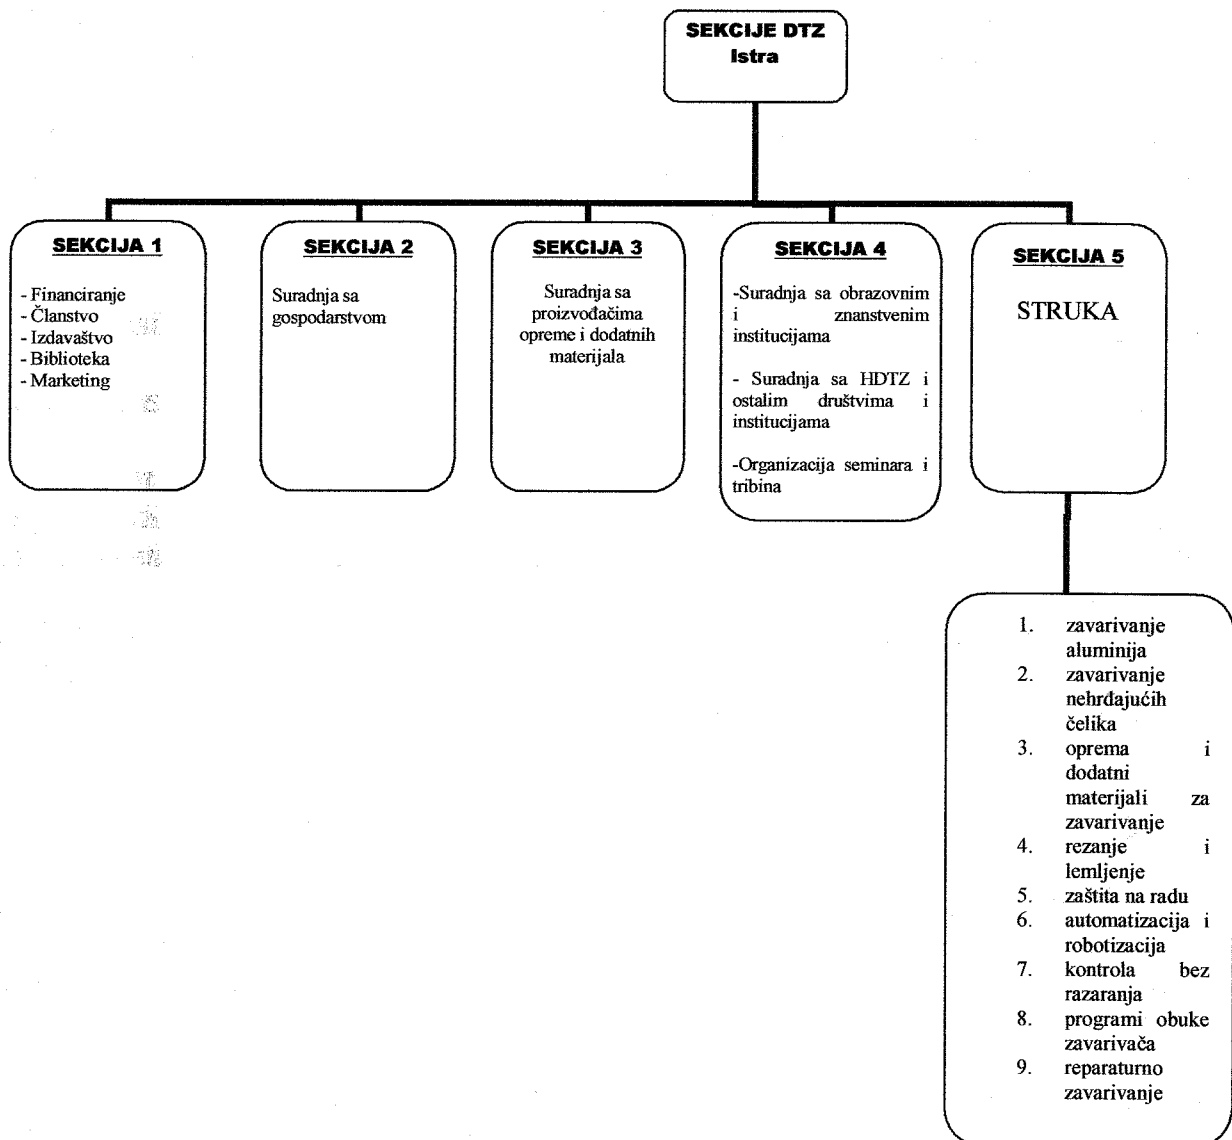 SEKCIJE DTZ
Istra
SEKCIJA 1
- Financiranje
- Članstvo
- Izdavaštvo
- Biblioteka
- Marketing
SEKCIJA 2
Suradnja sa
gospodarstvom
SEKCIJA 3
Suradnja sa
proizvođačima
opreme i dodatnih
materijala
SEKCIJA 4
-Suradnja sa obrazovnim
i znanstvenim
institucijama
- Suradnja sa HDTZ i
ostalim društvima i
institucijama
-Organizacija seminara i
tribina
SEKCIJA 5
STRUKA
1. zavarivanje
aluminija
2. zavarivanje
nehrđajućih
čelika
3. oprema i
dodatni
materijali za
zavarivanje
4. rezanje i
lemljenje
5. zaštita na radu
6. automatizacija i
robotizacija
7. kontrola bez
razaranja
8. programi obuke
zavarivača
9. reparaturno
zavarivanje